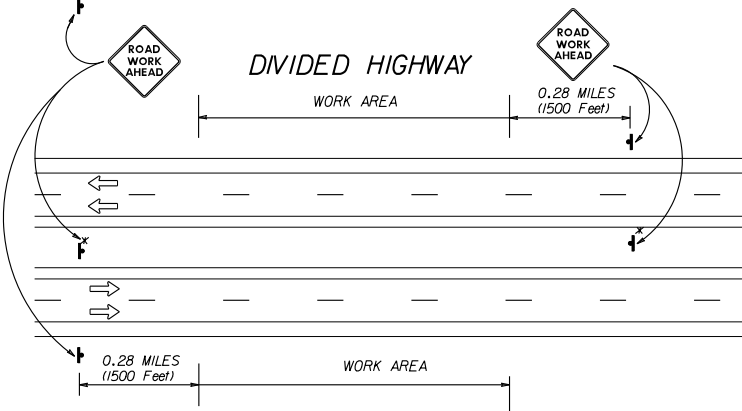 ROAD
WORK
AHEAD
DIVIDED HIGHWAY
ROAD
WORK
AHEAD
WORK AREA
0.28 MILES
(1500 Feet)
x
x
0.28 MILES
(1500 Feet)
WORK AREA